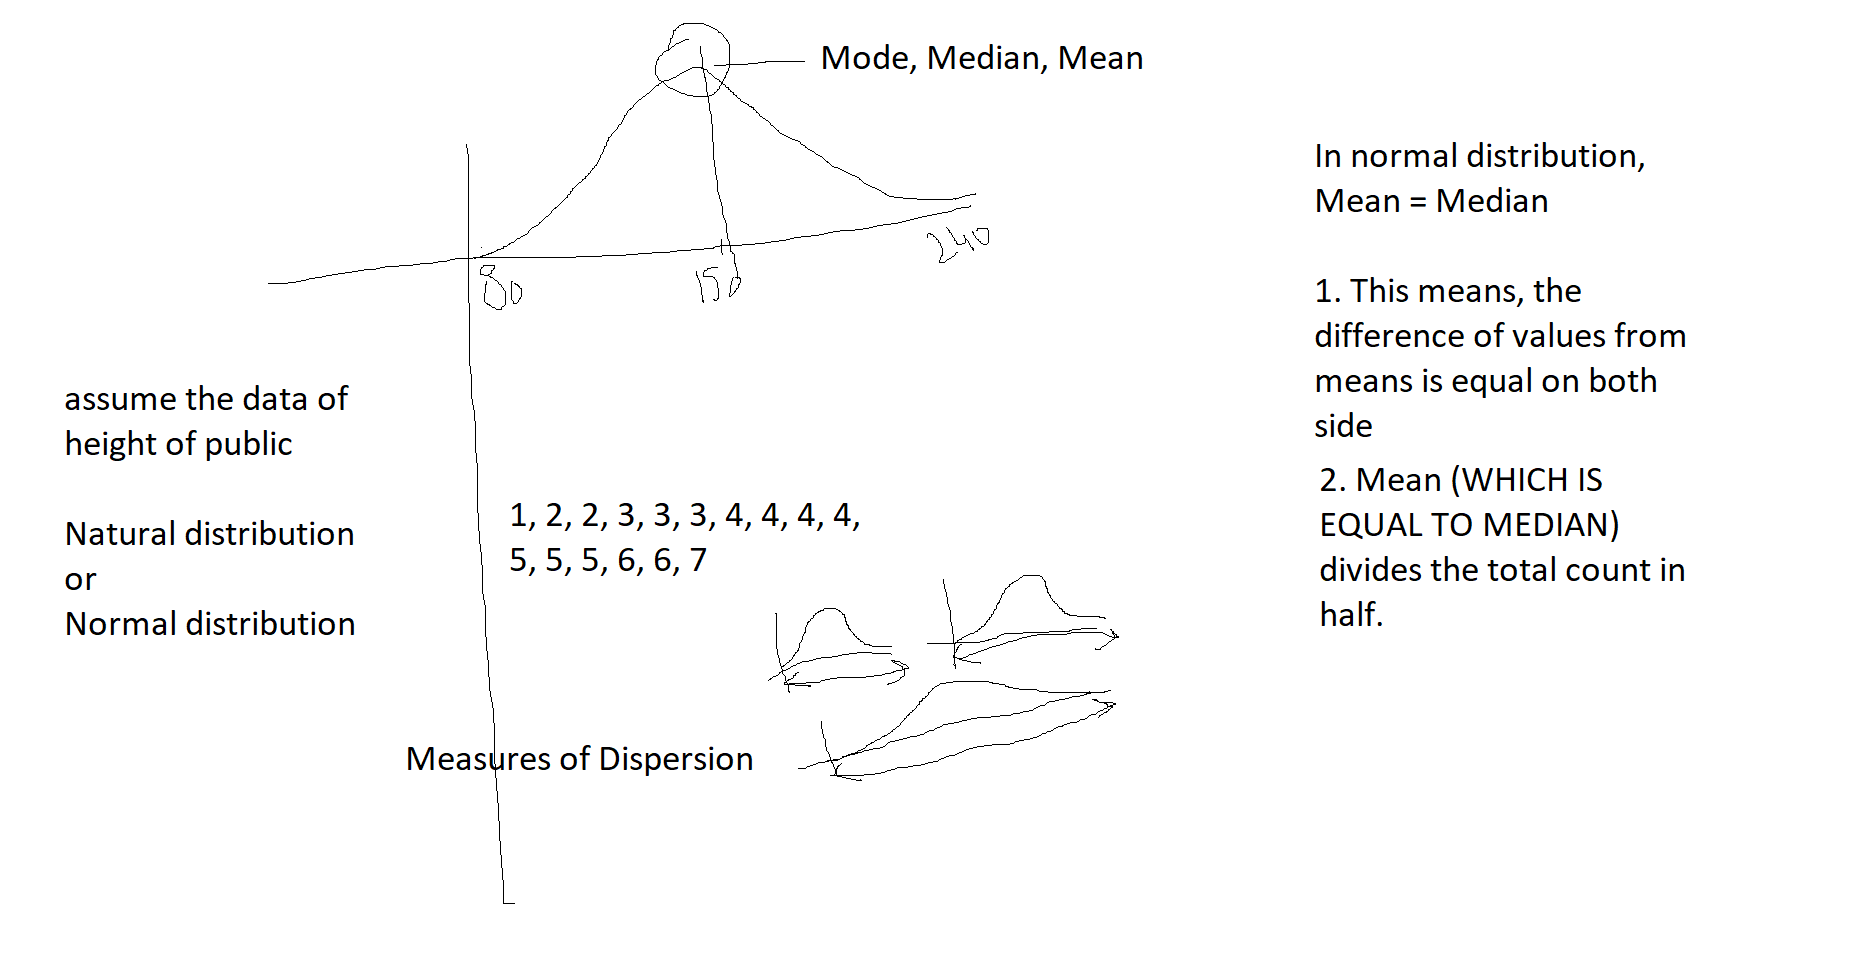 Mode, Median, Mean
80
150
240
In normal distribution,
Mean = Median
1. This means, the
difference of values from
means is equal on both
side
2. Mean (WHICH IS
EQUAL TO MEDIAN)
divides the total count in
half.
assume the data of
height of public
Natural distribution
or
Normal distribution
1, 2, 2, 3, 3, 3, 4, 4, 4, 4,
5, 5, 5, 6, 6, 7
Measures of Dispersion